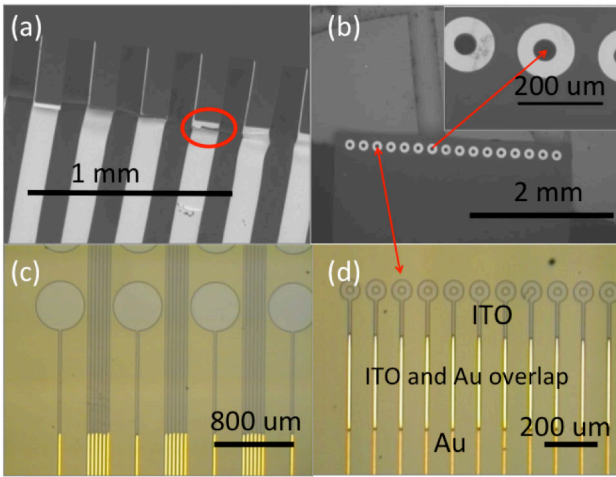 (a)
1 mm
(b)
200 um
2 mm
(c)
800 um
(d)
ITO
ITO and Au overlap
Au
200 um